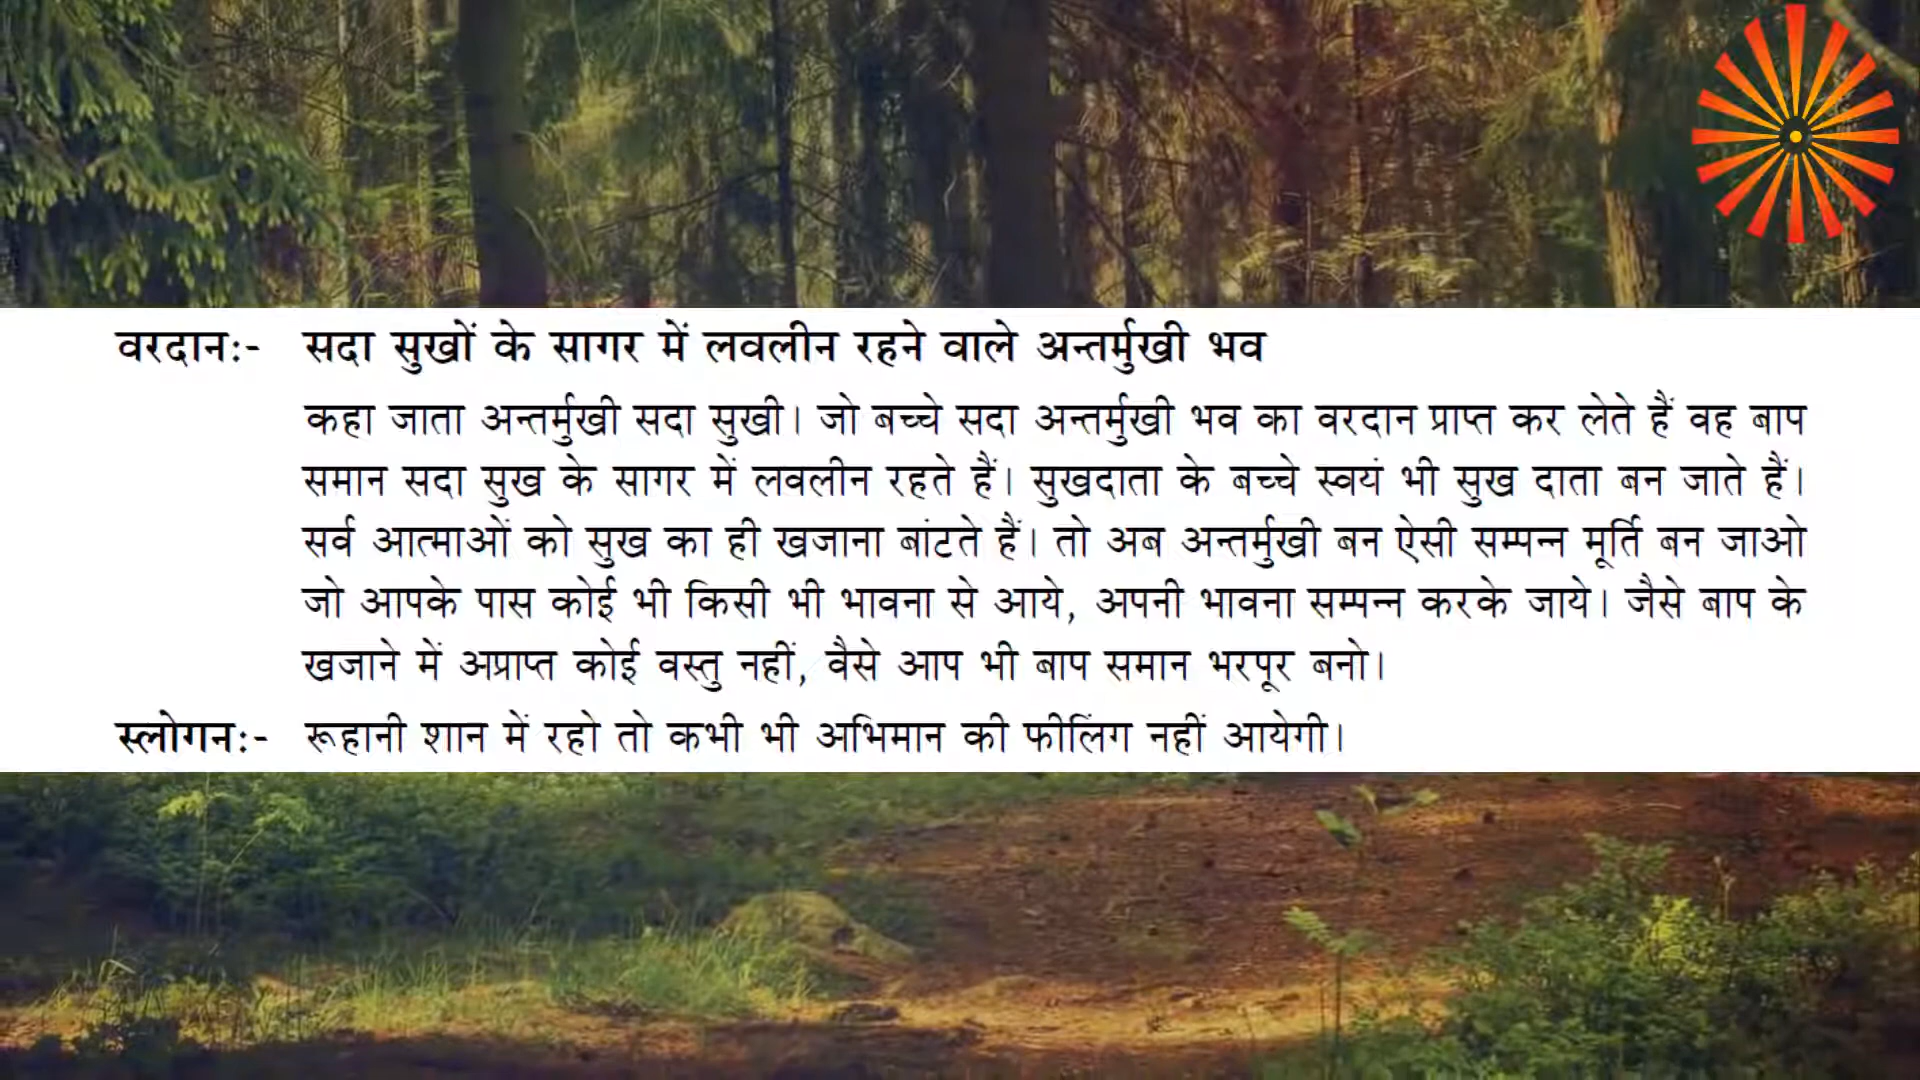 वरदान:- सदा सुखों के सागर में लवलीन रहने वाले अन्तर्मुखी भव
कहा जाता अन्तर्मुखी सदा सुखी। जो बच्चे सदा अन्तर्मुखी भव का वरदान प्राप्त कर लेते हैं वह बाप
समान सदा सुख के सागर में लवलीन रहते हैं। सुखदाता के बच्चे स्वयं भी सुख दाता बन जाते हैं।
सर्व आत्माओं को सुख का ही खजाना बांटते हैं। तो अब अन्तर्मुखी बन ऐसी सम्पन्न मूर्ति बन जाओ
जो आपके पास कोई भी किसी भी भावना से आये, अपनी भावना सम्पन्न करके जाये। जैसे बाप के
खजाने में अप्राप्त कोई वस्तु नहीं, वैसे आप भी बाप समान भरपूर बनो।
स्लोगन:- रूहानी शान में रहो तो कभी भी अभिमान की फीलिंग नहीं आयेगी।